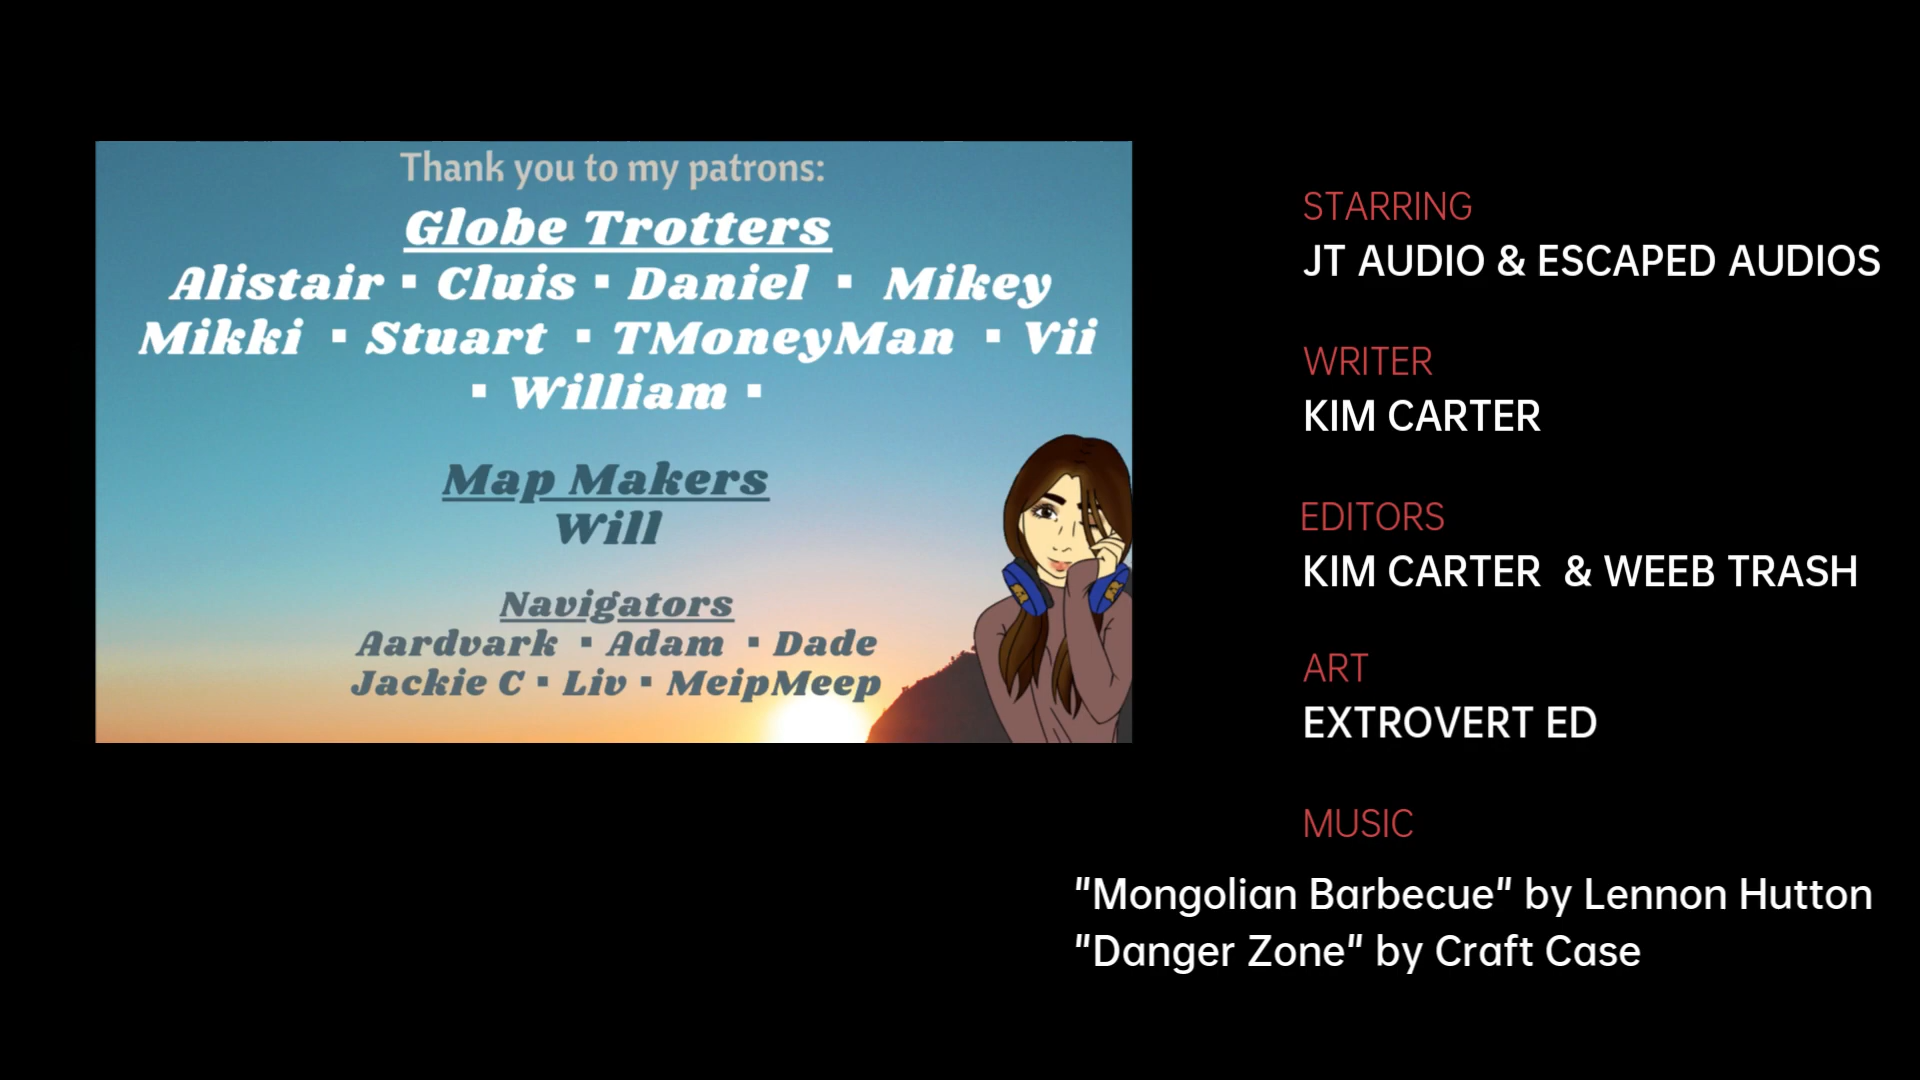 Thank you to my patrons:
Globe Trotters
Alistair ▪ Cluis ▪ Daniel ▪ Mikey
Mikki ▪ Stuart ▪ TMoneyMan ▪ Vii
▪ William ▪
Map Makers
Will
Navigators
Aardvark ▪ Adam ▪ Dade
Jackie C ▪ Liv ▪ MeipMeep
STARRING
JT AUDIO & ESCAPED AUDIOS
WRITER
KIM CARTER
EDITORS
KIM CARTER & WEEB TRASH
ART
EXTROVERT ED
MUSIC
"Mongolian Barbecue" by Lennon Hutton
"Danger Zone" by Craft Case